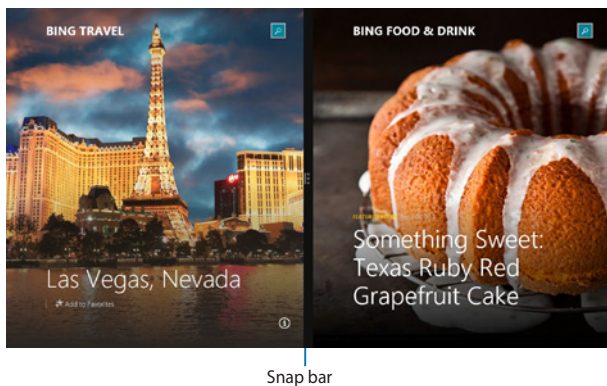 BING TRAVEL
Las Vegas, Nevada
Add to Favorites
BING FOOD & DRINK
Something Sweet:
Texas Ruby Red
Grapefruit Cake
Snap bar